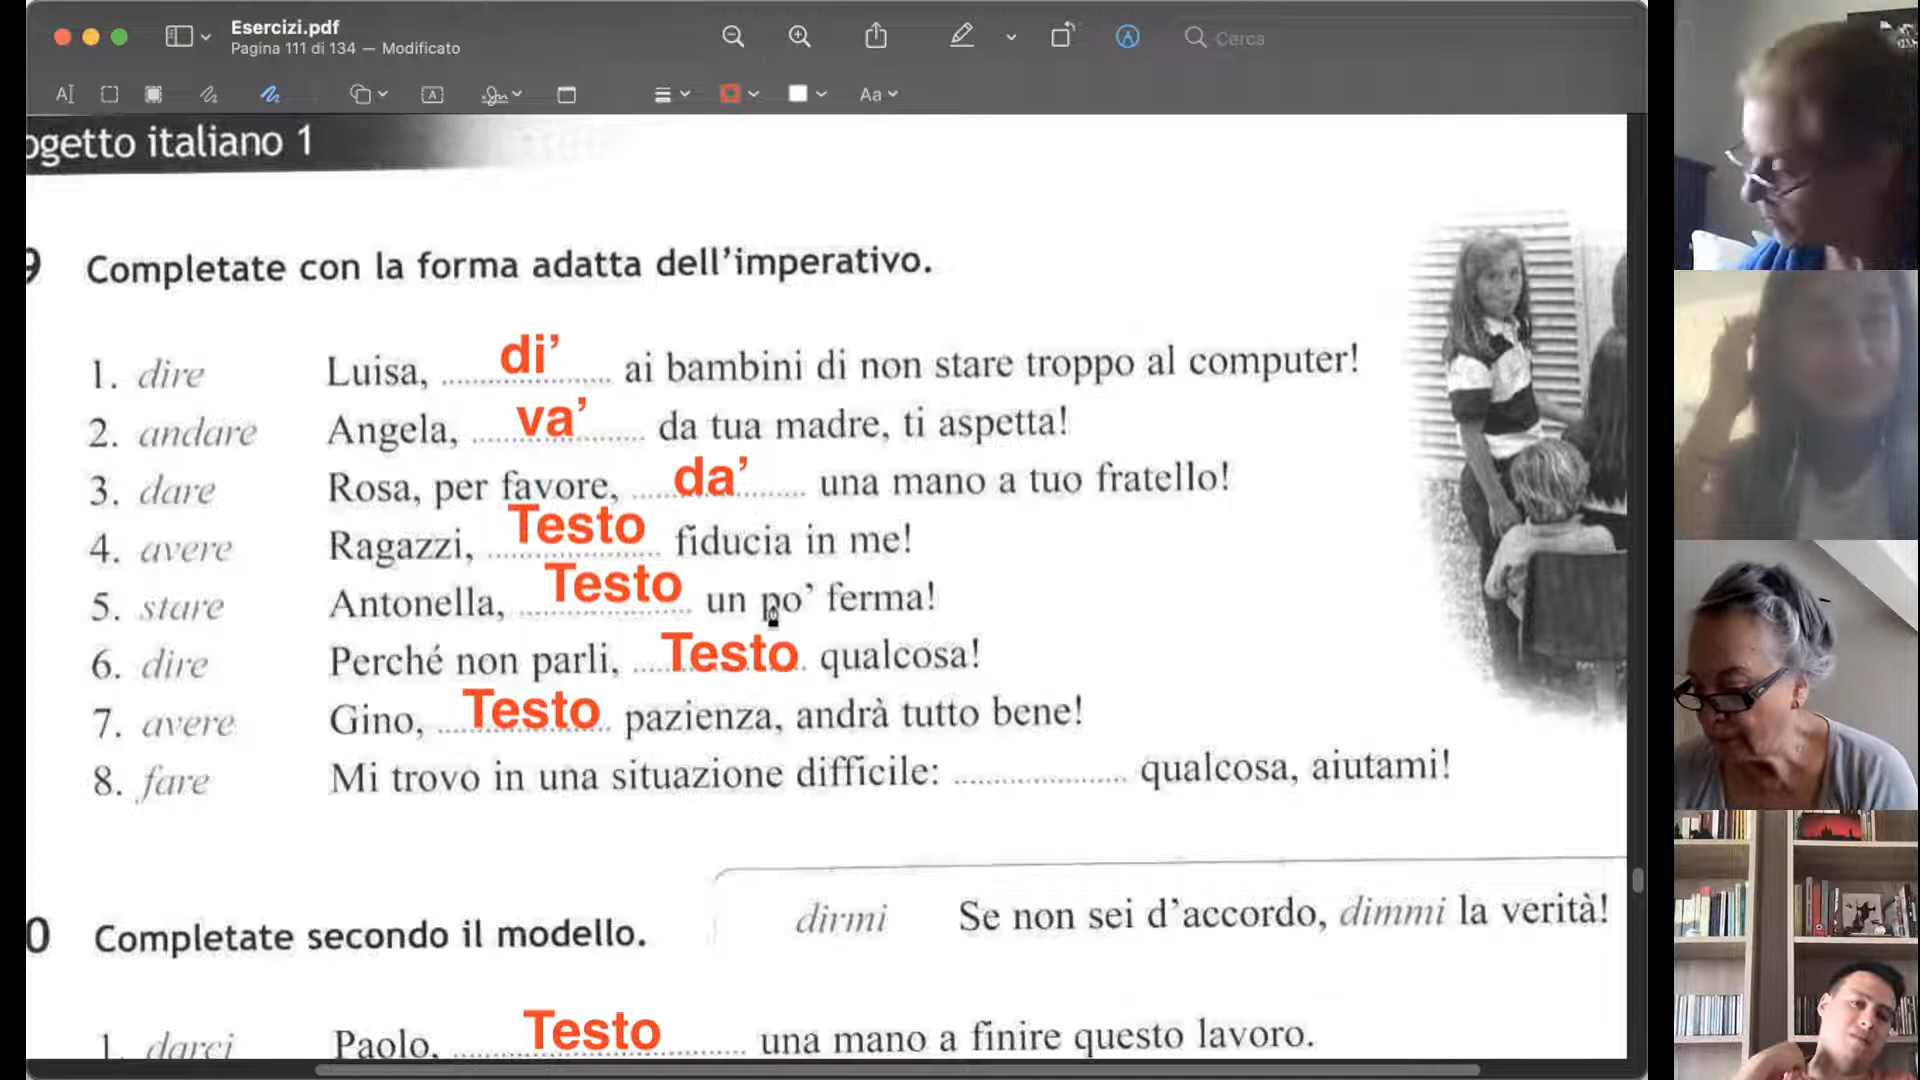 Esercizi.pdf
Pagina 111 di 134 — Modificato
Cerca
Aa
ogetto italiano 1
9 Completate con la forma adatta dell'imperativo.
1. dire Luisa, di’ ai bambini di non stare troppo al computer!
2. andare Angela, va’ da tua madre, ti aspetta!
3. dare Rosa, per favore, da’ una mano a tuo fratello!
4. avere Ragazzi, Testo fiducia in me!
5. stare Antonella, Testo un po’ ferma!
6. dire Perché non parli, Testo qualcosa!
7. avere Gino, Testo pazienza, andrà tutto bene!
8. fare Mi trovo in una situazione difficile: .................... qualcosa, aiutami!
0 Completate secondo il modello.
dirmi Se non sei d’accordo, dimmi la verità!
1. darci Paolo, Testo una mano a finire questo lavoro.